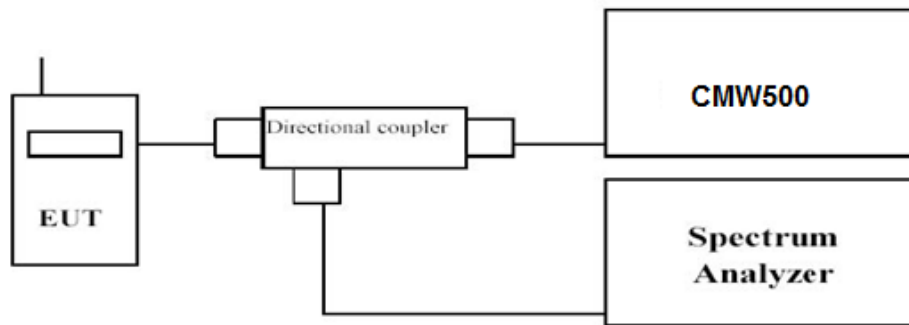 CMW500
Directional coupler
EUT
Spectrum
Analyzer